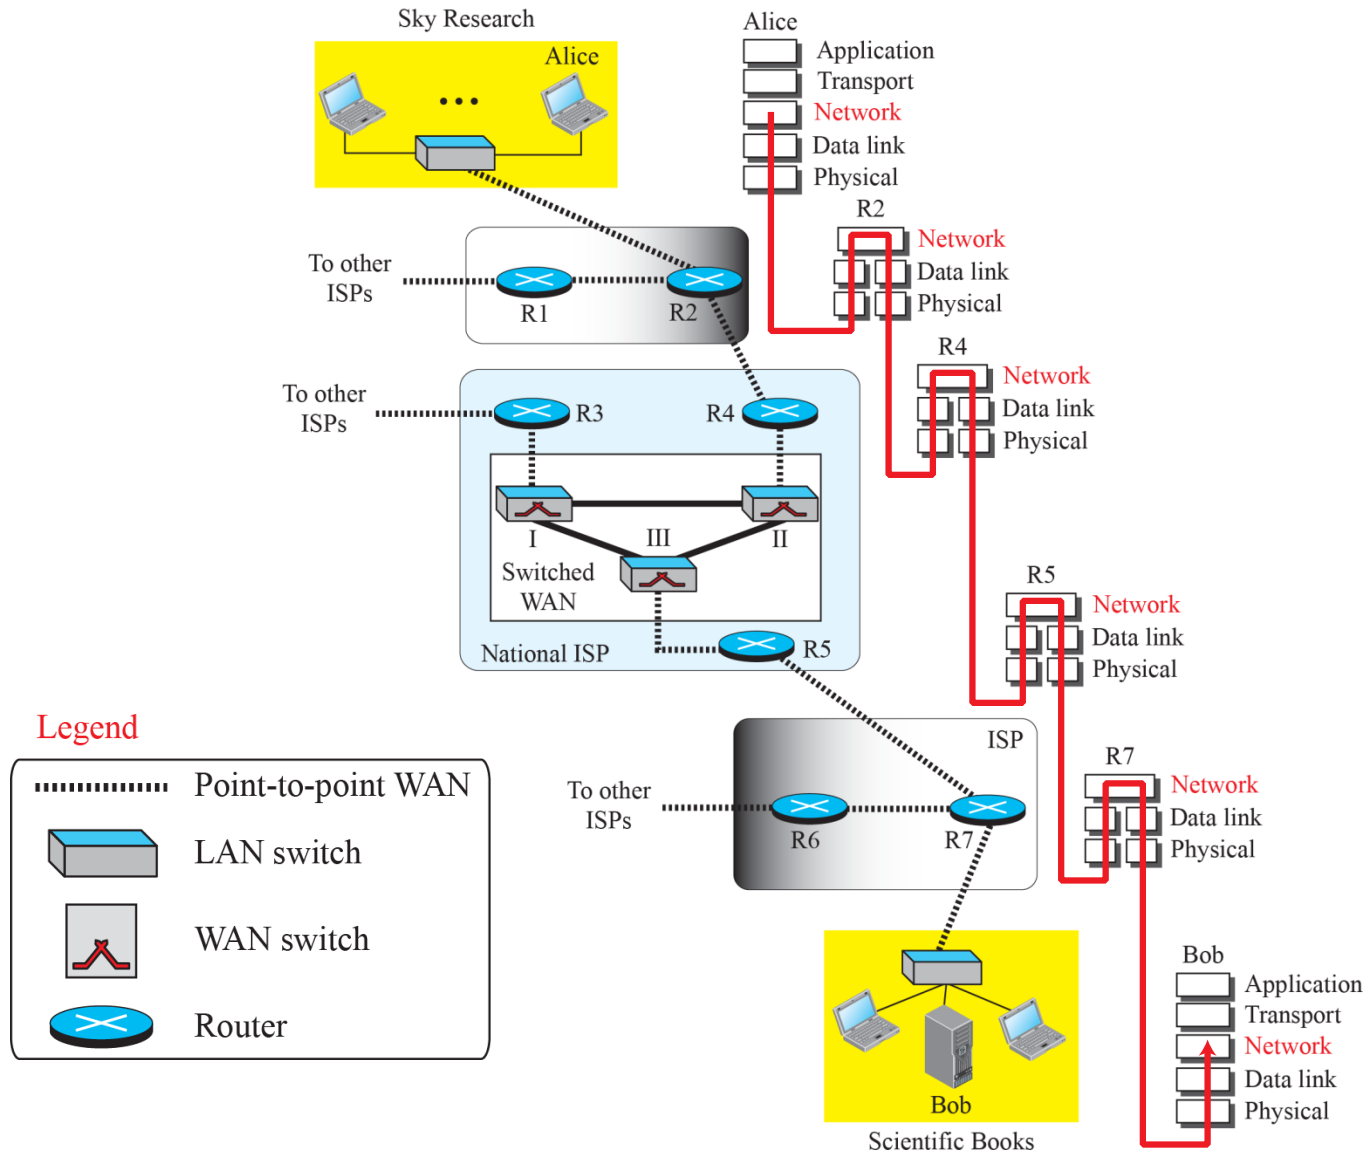 Sky Research
Alice
To other
ISPs
R1
R2
To other
ISPs
R3
R4
I
III
II
Switched
WAN
National ISP
R5
ISP
To other
ISPs
R6
R7
Bob
Scientific Books
Alice
Application
Transport
Network
Data link
Physical
R2
Network
Data link
Physical
R4
Network
Data link
Physical
R5
Network
Data link
Physical
R7
Network
Data link
Physical
Bob
Application
Transport
Network
Data link
Physical
Legend
Point-to-point WAN
LAN switch
WAN switch
Router